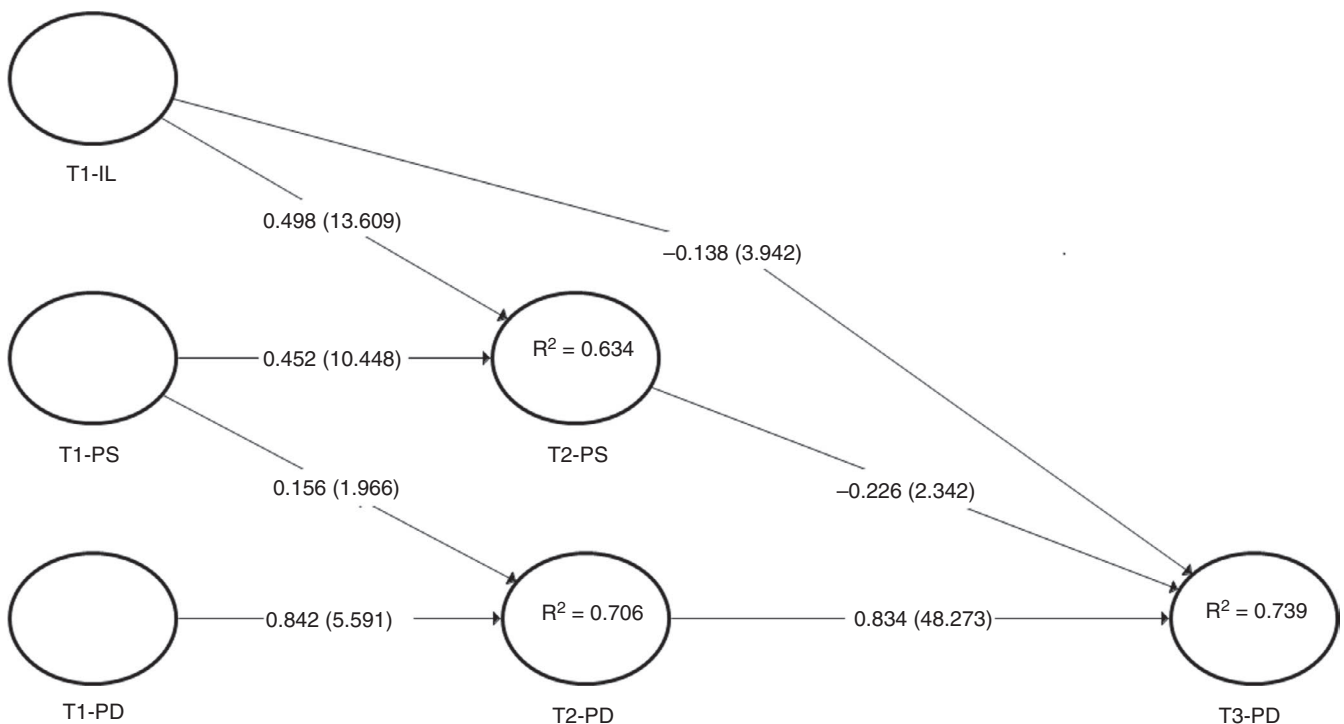 T1-IL
0.498 (13.609)
–0.138 (3.942)
R² = 0.634
0.452 (10.448)
T1-PS
T2-PS
0.156 (1.966)
–0.226 (2.342)
R² = 0.706
R² = 0.739
0.842 (5.591)
0.834 (48.273)
T1-PD
T2-PD
T3-PD